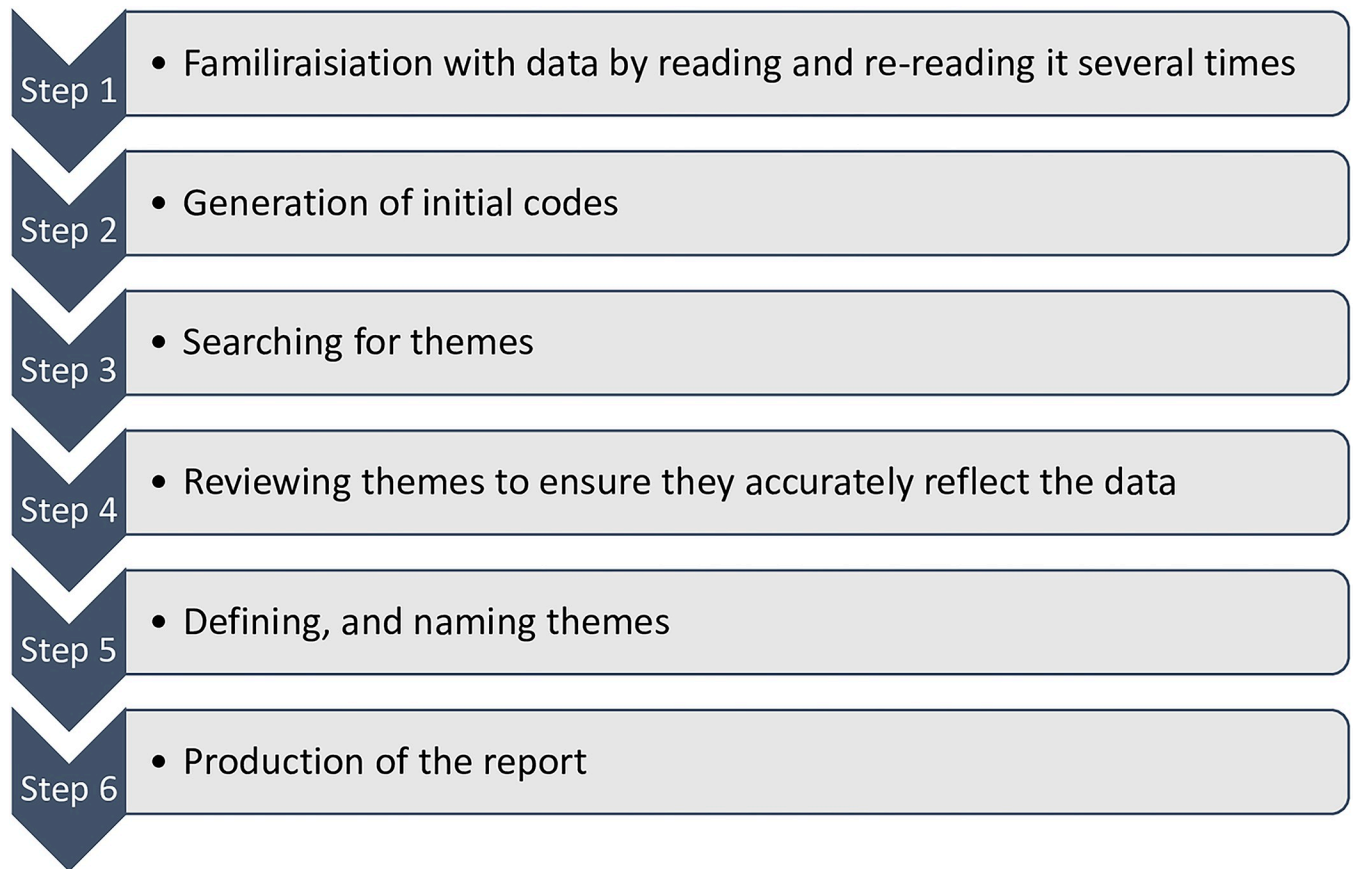 Step 1
• Familiraisiation with data by reading and re-reading it several times
Step 2
• Generation of initial codes
Step 3
• Searching for themes
Step 4
• Reviewing themes to ensure they accurately reflect the data
Step 5
• Defining, and naming themes
Step 6
• Production of the report